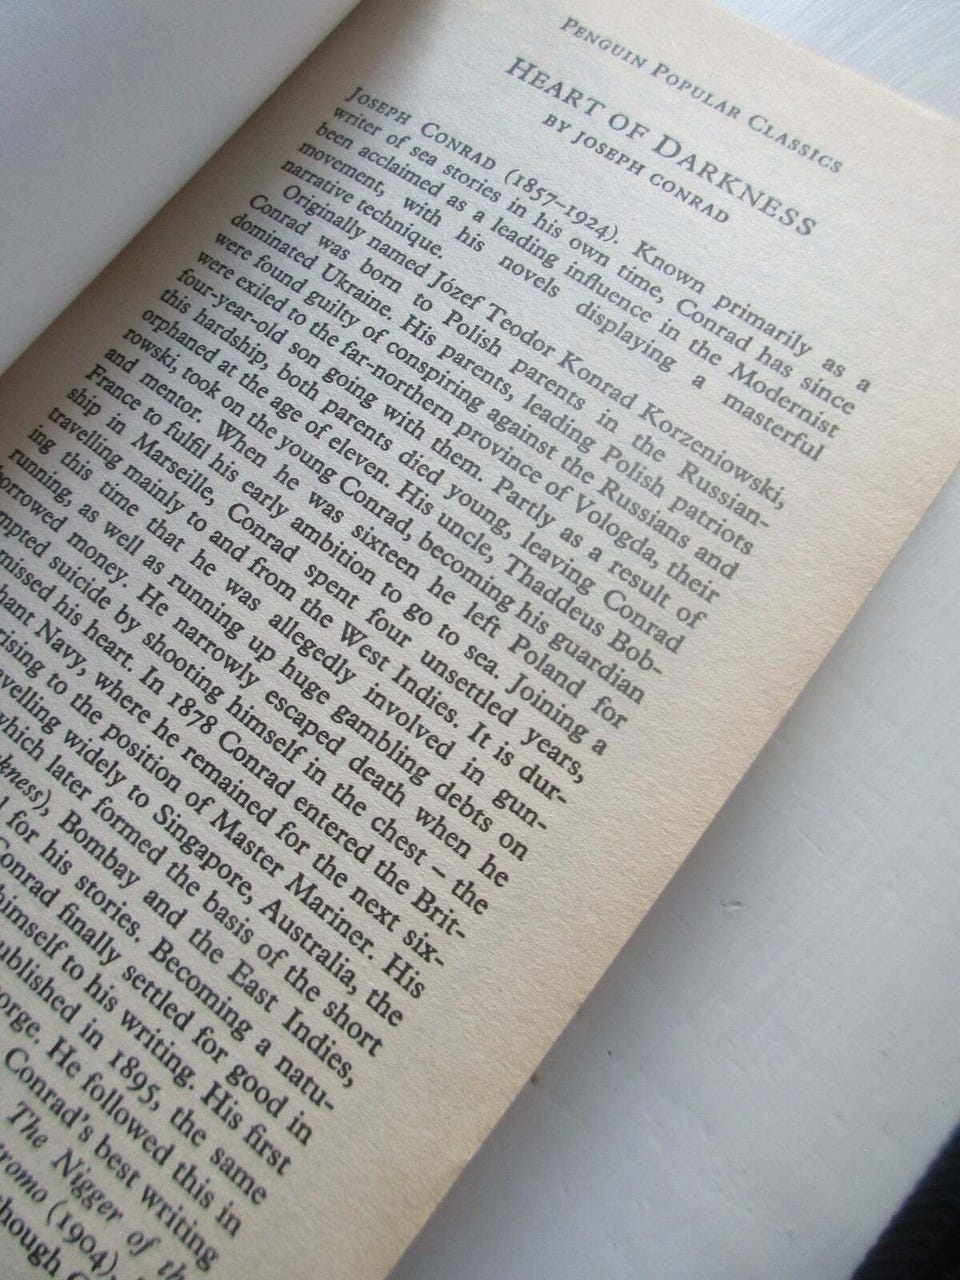 PENGUIN POPULAR CLASSICS
HEART OF DARKNESS
BY JOSEPH CONRAD
JOSEPH CONRAD (1857–1924). Known primarily as a
writer of sea stories in his own time, Conrad has since
been acclaimed as a leading influence in the Modernist
movement, with his novels displaying a masterful
narrative technique.
Originally named Józef Teodor Konrad Korzeniowski,
Conrad was born to Polish parents in the Russian-
dominated Ukraine. His parents, leading Polish patriots
were found guilty of conspiring against the Russians and
were exiled to the far-northern province of Vologda, their
four-year-old son going with them. Partly as a result of
this hardship, both parents died young, leaving Conrad
orphaned at the age of eleven. His uncle, Thaddeus Bob-
rowski, took on the young Conrad, becoming his guardian
and mentor. When he was sixteen he left Poland for
France to fulfil his early ambition to go to sea. Joining a
ship in Marseille, Conrad spent four unsettled years,
travelling mainly to and from the West Indies. It is dur-
ing this time that he was allegedly involved in gun-
running, as well as running up huge gambling debts on
orrowed money. He narrowly escaped death when he
mpted suicide by shooting himself in the chest – the
missed his heart. In 1878 Conrad entered the Brit-
hant Navy, where he remained for the next six-
rising to the position of Master Mariner. His
velling widely to Singapore, Australia, the
which later formed the basis of the short
kness), Bombay and the East Indies,
l for his stories. Becoming a natu-
Conrad finally settled for good in
himself to his writing. His first
ublished in 1895, the same
orge. He followed this in
Conrad's best writing
The Nigger of th
tromo (1904),
hough